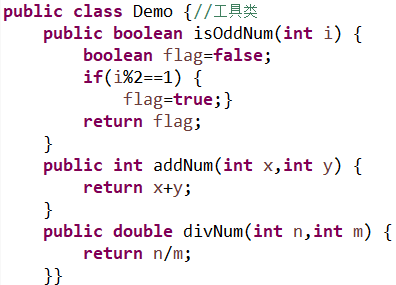 public class Demo {//工具类
    public boolean isOddNum(int i) {
        boolean flag=false;
        if(i%2==1) {
            flag=true;}
        return flag;
    }
    public int addNum(int x,int y) {
        return x+y;
    }
    public double divNum(int n,int m) {
        return n/m;
    }}